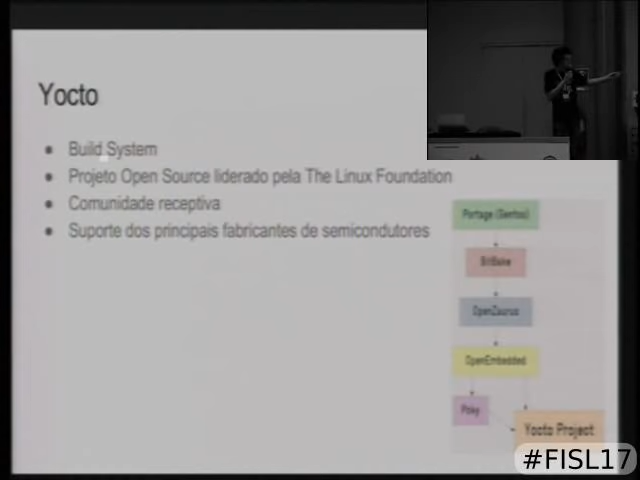 Yocto
Build System
Projeto Open Source liderado pela The Linux Foundation
Comunidade receptiva
Suporte dos principais fabricantes de semicondutores
Portage (Gentoo)
BitBake
OpenZaurus
OpenEmbedded
Poky
Yocto Project
#FISL17